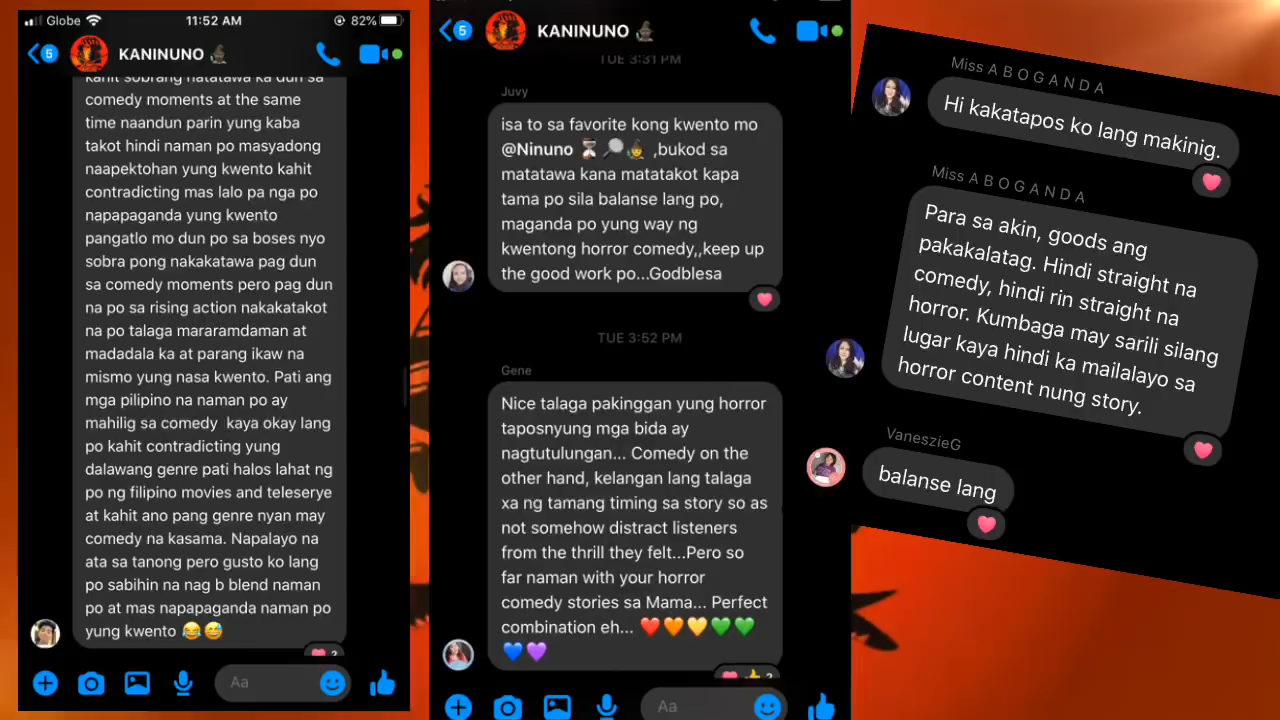 Globe
11:52 AM
82%
5
KANINUNO
kahit sobrang natatawa ka dun sa
comedy moments at the same
time naandun parin yung kaba
takot hindi naman po masyadong
naapektohan yung kwento kahit
contradicting mas lalo pa nga po
napapaganda yung kwento
pangatlo mo dun po sa boses nyo
sobra pong nakakatawa pag dun
sa comedy moments pero pag dun
na po sa rising action nakakatakot
na po talaga mararamdaman at
madadala ka at parang ikaw na
mismo yung nasa kwento. Pati ang
mga pilipino na naman po ay
mahilig sa comedy kaya okay lang
po kahit contradicting yung
dalawang genre pati halos lahat ng
po ng filipino movies and teleserye
at kahit ano pang genre nyan may
comedy na kasama. Napalayo na
ata sa tanong pero gusto ko lang
po sabihin na nag b blend naman
po at mas napapaganda naman po
yung kwento 😂😅
❤️ 2
Aa
5
KANINUNO
TUE 3:31 PM
Juvy
isa to sa favorite kong kwento mo
@Ninuno ⏳🔎🧙 ,bukod sa
matatawa kana matatakot kapa
tama po sila balanse lang po,
maganda po yung way ng
kwentong horror comedy,,keep up
the good work po...Godblesa
TUE 3:52 PM
Gene
Nice talaga pakinggan yung horror
taposnyung mga bida ay
nagtutulungan... Comedy on the
other hand, kelangan lang talaga
xa ng tamang timing sa story so as
not somehow distract listeners
from the thrill they felt...Pero so
far naman with your horror
comedy stories sa Mama... Perfect
combination eh... ❤️🧡💛💚💚
💙💜
❤️👍 2
Aa
Miss A B O G A N D A
Hi kakatapos ko lang makinig.
Miss A B O G A N D A
Para sa akin, goods ang
pakakalatag. Hindi straight na
comedy, hindi rin straight na
horror. Kumbaga may sarili silang
lugar kaya hindi ka mailalayo sa
horror content nung story.
VaneszieG
balanse lang